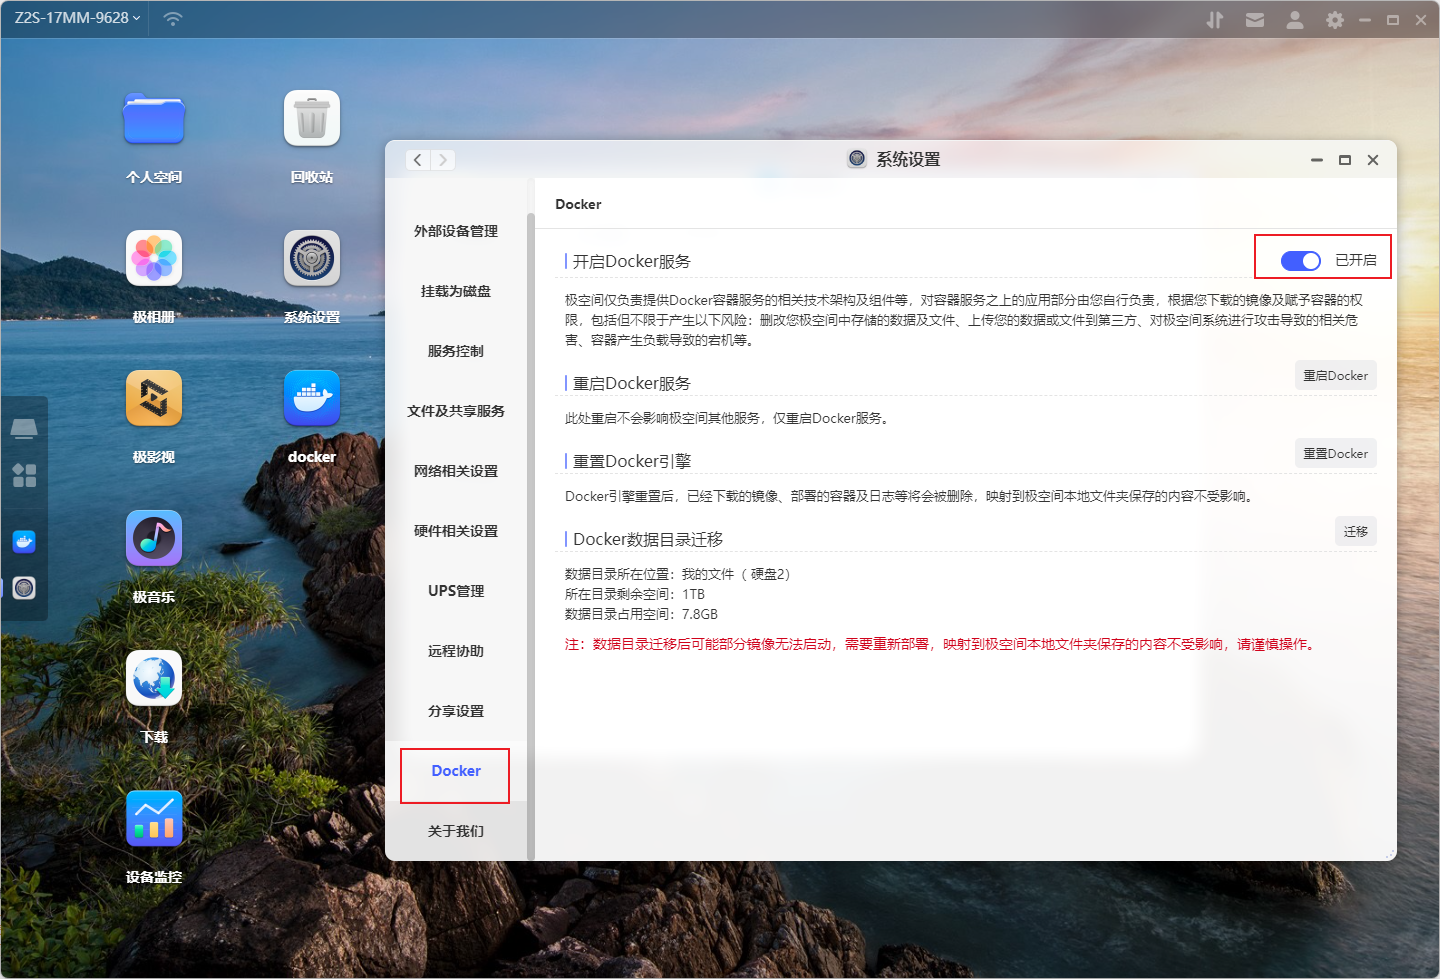 Z2S-17MM-9628
个人空间
回收站
极相册
系统设置
极影视
docker
极音乐
下载
设备监控
系统设置
外部设备管理
挂载为磁盘
服务控制
文件及共享服务
网络相关设置
硬件相关设置
UPS管理
远程协助
分享设置
Docker
关于我们
Docker
开启Docker服务
已开启
极空间仅负责提供Docker容器服务的相关技术架构及组件等，对容器服务之上的应用部分由您自行负责，根据您下载的镜像及赋予容器的权
限，包括但不限于产生以下风险：删改您极空间中存储的数据及文件、上传您的数据或文件到第三方、对极空间系统进行攻击导致的相关危
害、容器产生负载导致的宕机等。
重启Docker服务
重启Docker
此处重启不会影响极空间其他服务，仅重启Docker服务。
重置Docker引擎
重置Docker
Docker引擎重置后，已经下载的镜像、部署的容器及日志等将会被删除，映射到极空间本地文件夹保存的内容不受影响。
Docker数据目录迁移
迁移
数据目录所在位置：我的文件（ 硬盘2）
所在目录剩余空间：1TB
数据目录占用空间：7.8GB
注：数据目录迁移后可能部分镜像无法启动，需要重新部署，映射到极空间本地文件夹保存的内容不受影响，请谨慎操作。